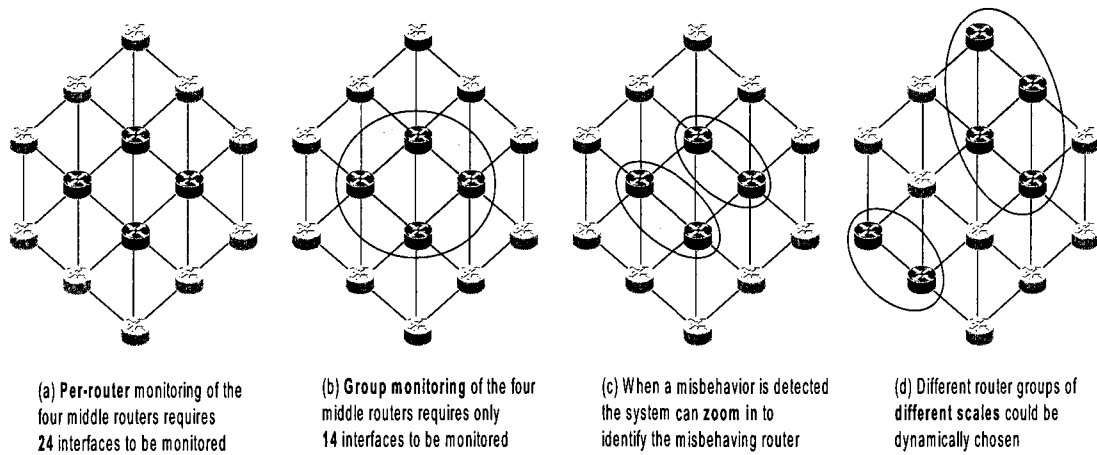 (a) Per-router monitoring of the
four middle routers requires
24 interfaces to be monitored
(b) Group monitoring of the four
middle routers requires only
14 interfaces to be monitored
(c) When a misbehavior is detected
the system can zoom in to
identify the misbehaving router
(d) Different router groups of
different scales could be
dynamically chosen